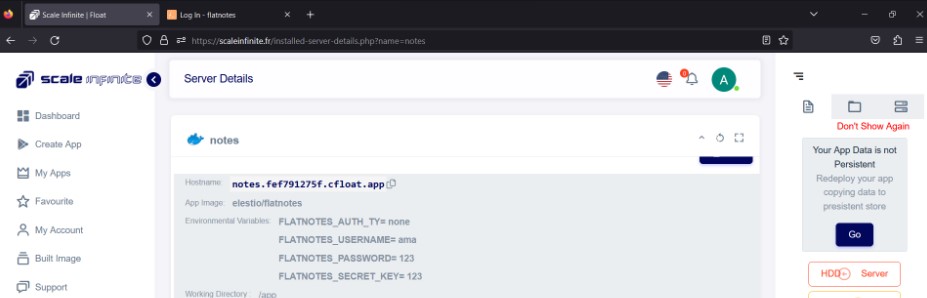 Scale Infinite | Float
Log In - flatnotes
https://scaleinfinite.fr/installed-server-details.php?name=notes
scale infinite
Server Details
0
A
Dashboard
Create App
My Apps
Favourite
My Account
Built Image
Support
notes
Hostname: notes.fef791275f.cfloat.app
App Image: elestio/flatnotes
Environmental Variables: FLATNOTES_AUTH_TY= none
FLATNOTES_USERNAME= ama
FLATNOTES_PASSWORD= 123
FLATNOTES_SECRET_KEY= 123
Working Directory: /app
Don't Show Again
Your App Data is not
Persistent
Redeploy your app
copying data to
presistent store
Go
HDD Server